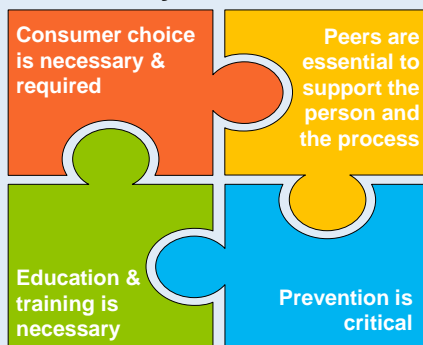 Consumer choice
is necessary &
required
Peers are
essential to
support the
person and
the process
Education &
training is
necessary
Prevention is
critical